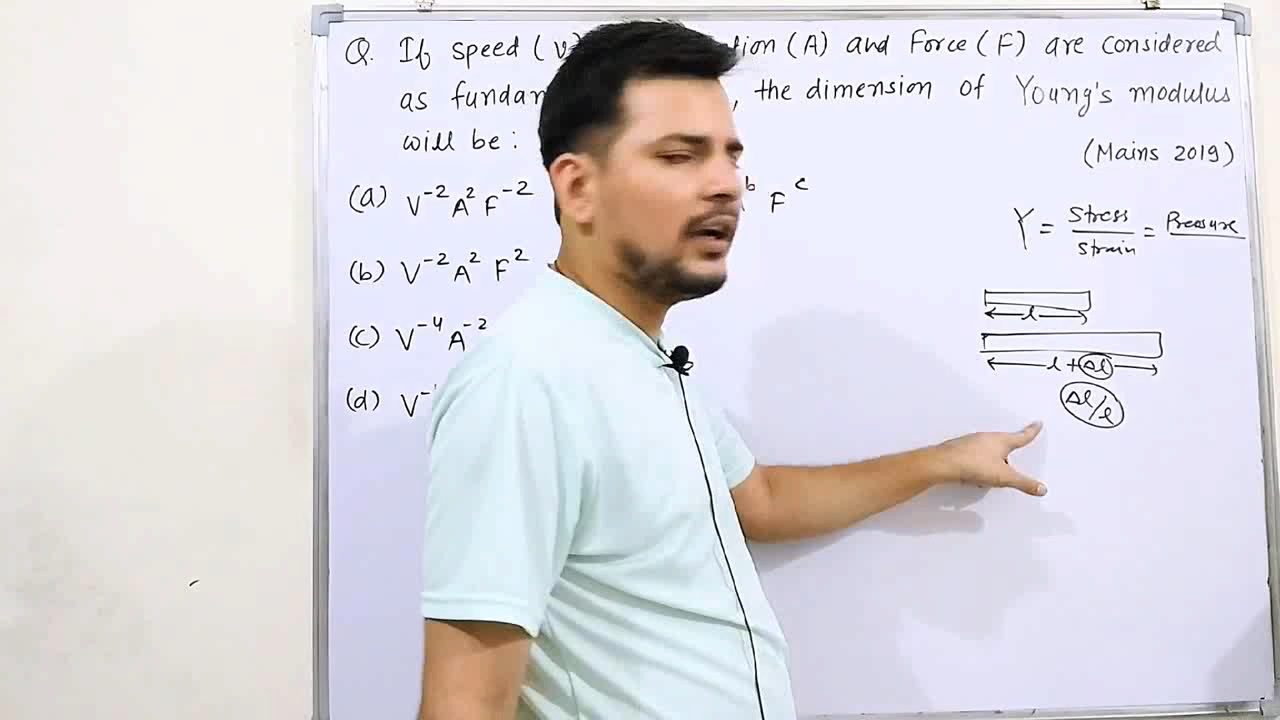 Q. If speed (V) tion (A) and Force (F) are considered
as fundam , the dimension of Young's modulus
will be :
(Mains 2019)
(a) V⁻² A² F⁻²
b F c
Y = Stress / Strain = Pressure
(b) V⁻² A² F²
l
(c) V⁻⁴ A⁻²
l + Δl
(d) V⁻
Δl/l